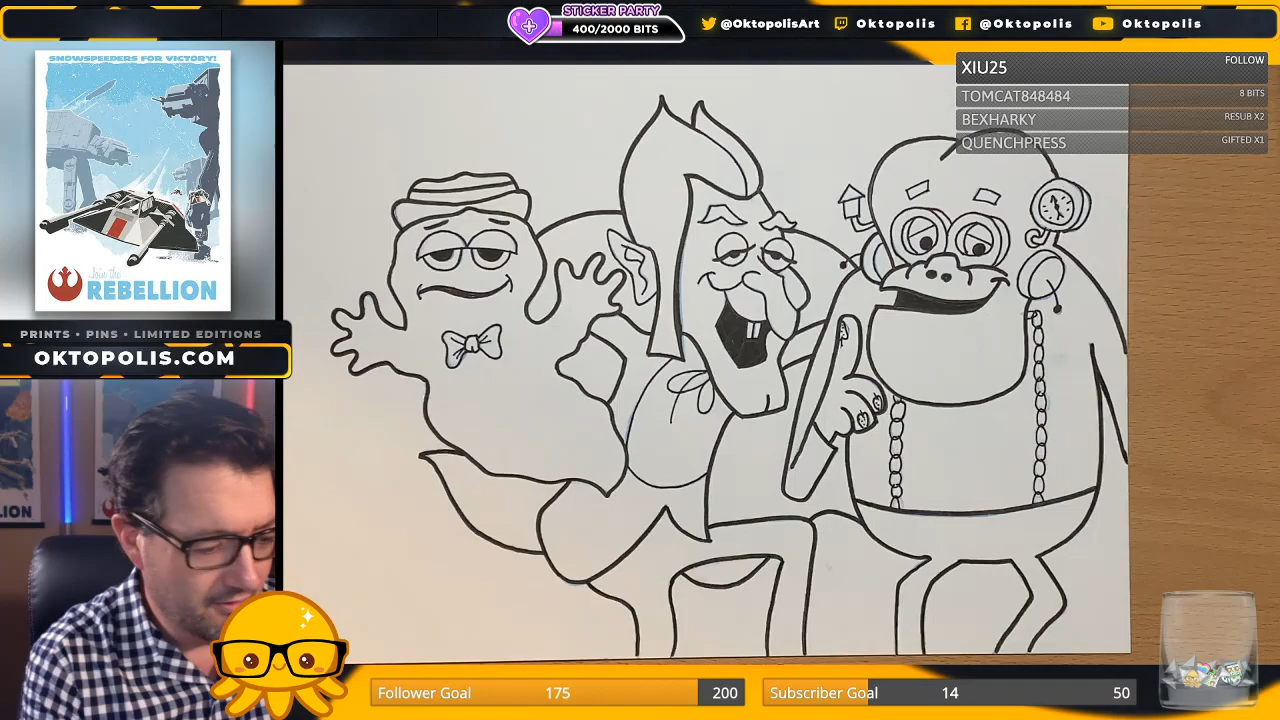 STICKER PARTY
400/2000 BITS
@OktopolisArt
Oktopolis
@Oktopolis
Oktopolis
XIU25
FOLLOW
TOMCAT848484
8 BITS
BEXHARKY
RESUB X2
QUENCHPRESS
GIFTED X1
SNOWSPEEDERS FOR VICTORY!
Join the
REBELLION
PRINTS • PINS • LIMITED EDITIONS
OKTOPOLIS.COM
LION
Follower Goal 175 200
Subscriber Goal 14 50